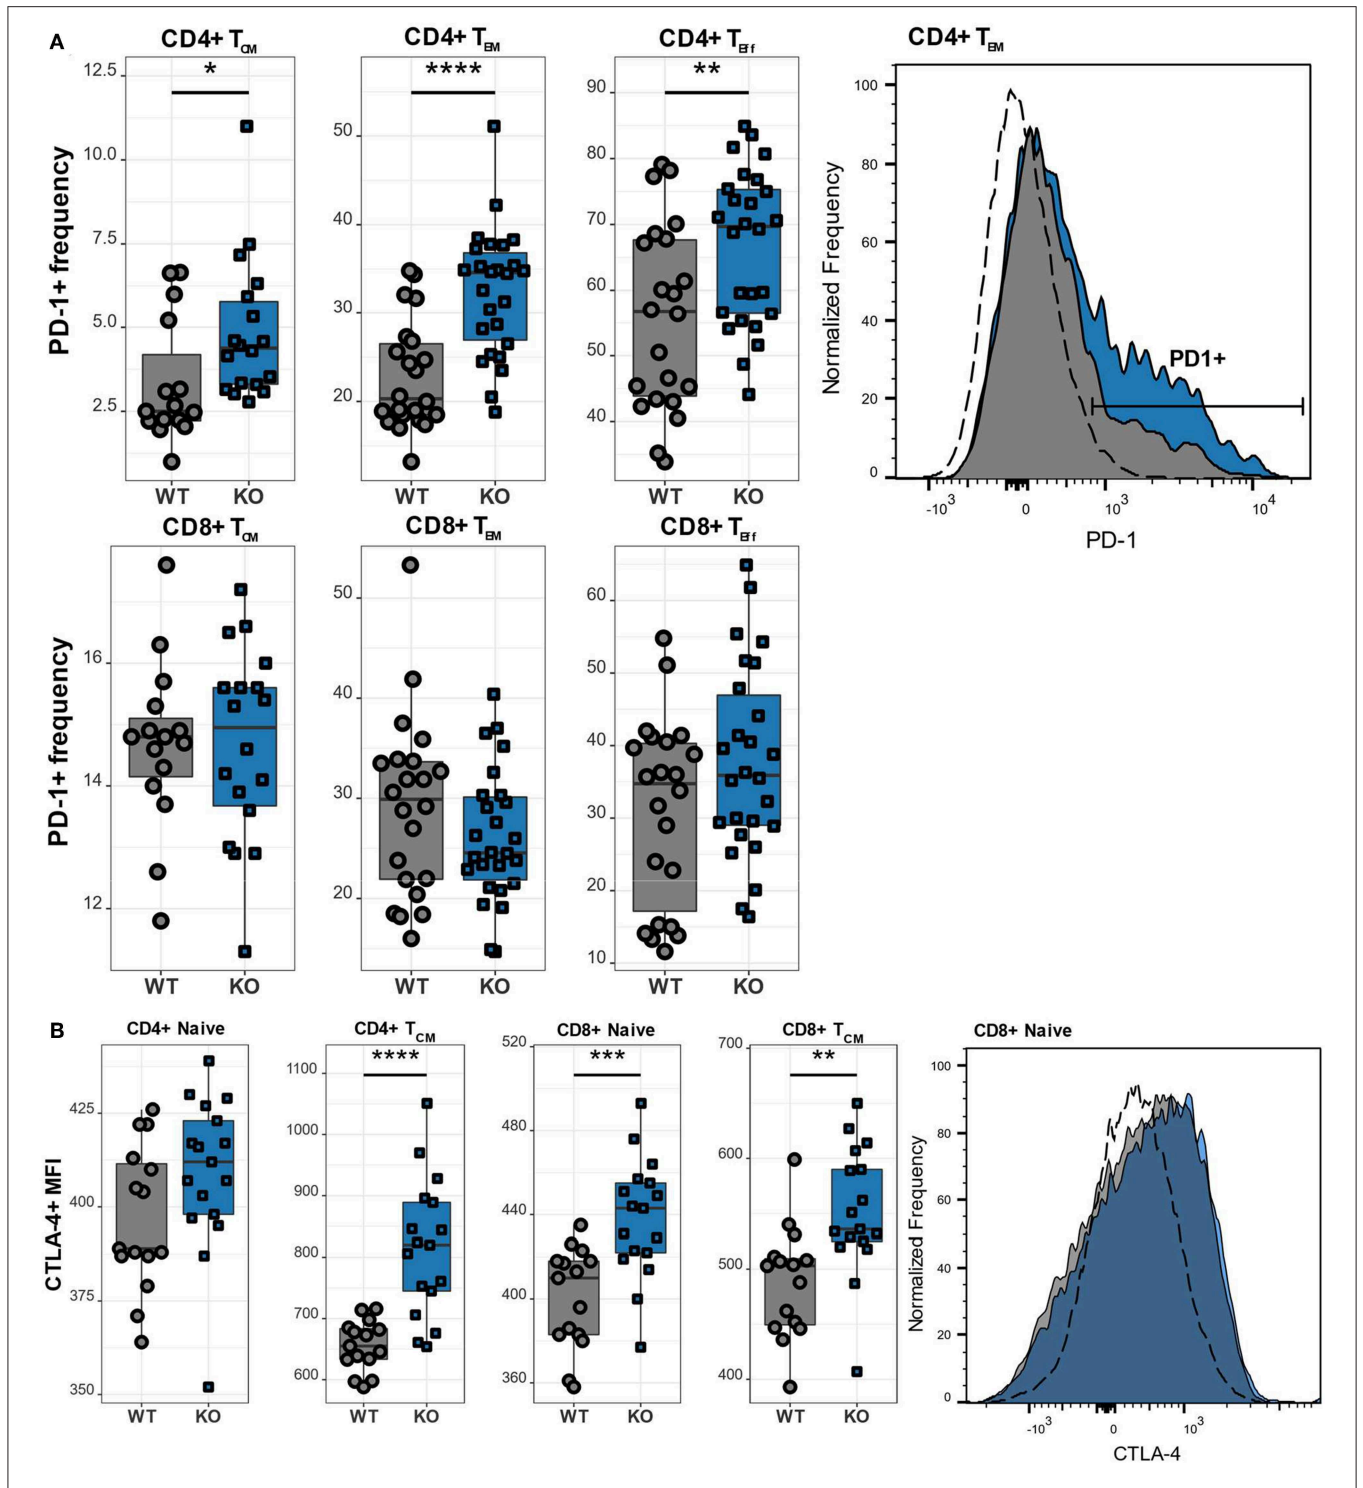 A
CD4+ TCM
CD4+ TEM
CD4+ TEff
CD4+ TEM
PD-1+ frequency
*
12.5
10.0
7.5
5.0
2.5
WT KO
****
50
40
30
20
WT KO
**
90
80
70
60
50
40
WT KO
Normalized Frequency
100
80
60
40
20
0
PD1+
-10³ 0 10³ 10⁴
PD-1
CD8+ TCM
CD8+ TEM
CD8+ TEff
PD-1+ frequency
16
14
12
WT KO
50
40
30
20
WT KO
60
50
40
30
20
10
WT KO
B
CD4+ Naive
CD4+ TCM
CD8+ Naive
CD8+ TCM
CD8+ Naive
CTLA-4+ MFI
425
400
375
350
WT KO
****
1100
1000
900
800
700
600
WT KO
***
520
480
440
400
360
WT KO
**
700
600
500
400
WT KO
Normalized Frequency
100
80
60
40
20
0
-10³ 0 10³
CTLA-4